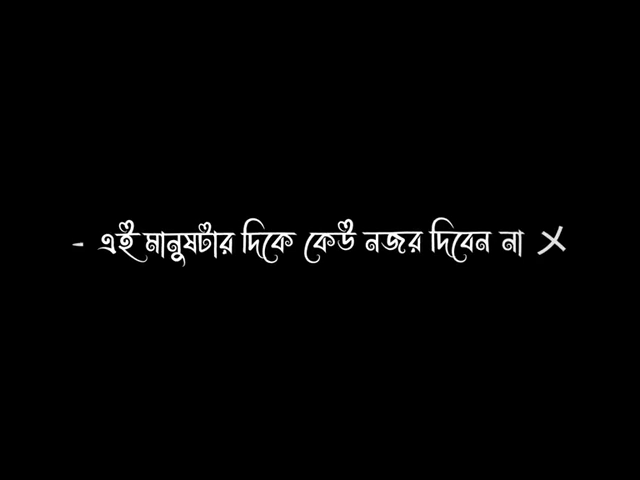 - এই মানুষটার দিকে কেউ নজর দিবেন না ✕